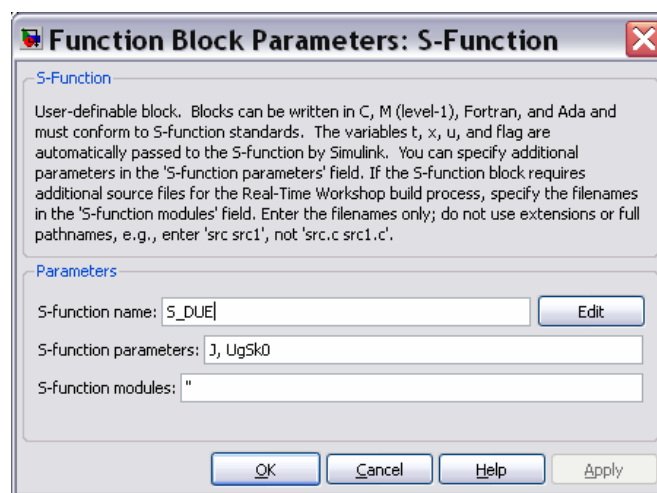 Function Block Parameters: S-Function
S-Function
User-definable block.  Blocks can be written in C, M (level-1), Fortran, and Ada and
must conform to S-function standards.  The variables t, x, u, and flag are
automatically passed to the S-function by Simulink.  You can specify additional
parameters in the 'S-function parameters' field. If the S-function block requires
additional source files for the Real-Time Workshop build process, specify the filenames
in the 'S-function modules' field. Enter the filenames only; do not use extensions or full
pathnames, e.g., enter 'src src1', not 'src.c src1.c'.
Parameters
S-function name: S_DUE Edit
S-function parameters: J, UgSk0
S-function modules: ''
OK Cancel Help Apply